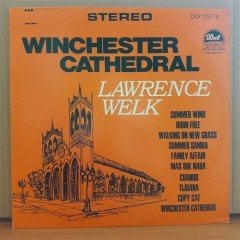 STEREO
DLP 25774
Dot
WINCHESTER
CATHEDRAL
LAWRENCE
WELK
SUMMER WIND
BORN FREE
WALKING ON NEW GRASS
SUMMER SAMBA
FAMILY AFFAIR
MAS QUE NADA
CUANDO
TIJUANA
COPY CAT
WINCHESTER CATHEDRAL